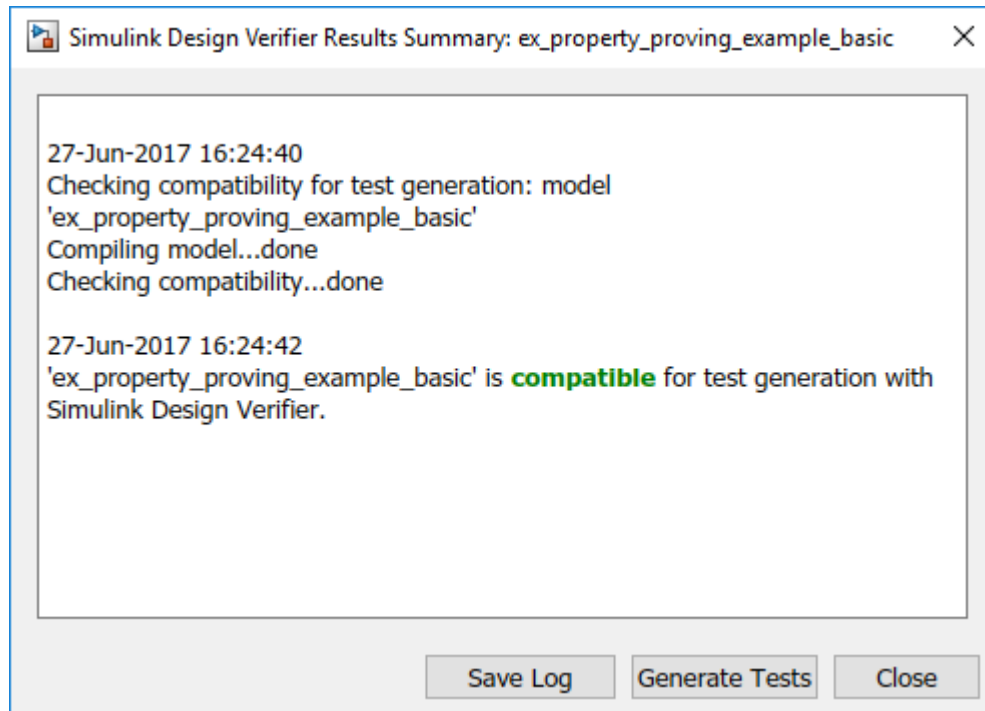 Simulink Design Verifier Results Summary: ex_property_proving_example_basic
27-Jun-2017 16:24:40
Checking compatibility for test generation: model
'ex_property_proving_example_basic'
Compiling model...done
Checking compatibility...done
27-Jun-2017 16:24:42
'ex_property_proving_example_basic' is compatible for test generation with
Simulink Design Verifier.
Save Log
Generate Tests
Close